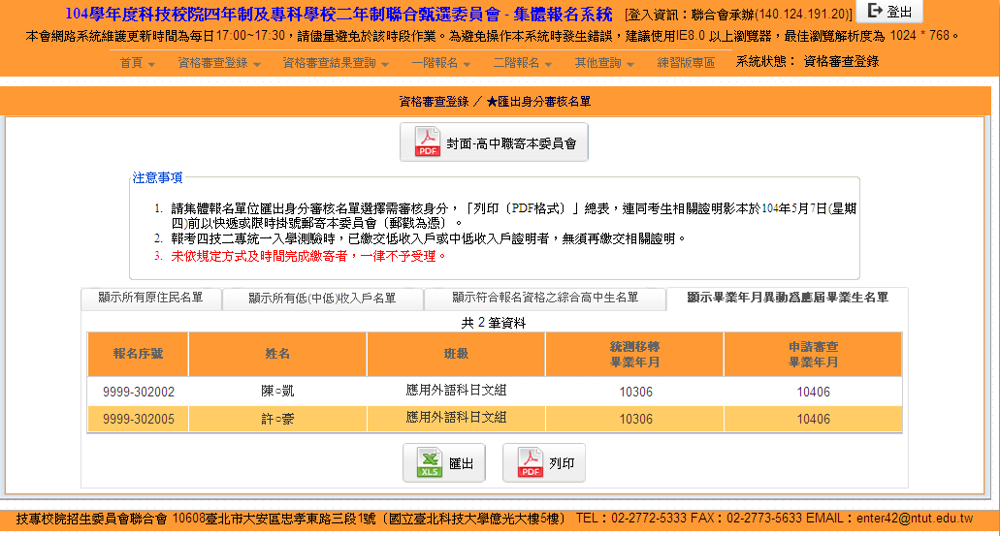 104學年度科技校院四年制及專科學校二年制聯合甄選委員會 - 集體報名系統 [登入資訊：聯合會承辦(140.124.191.20)] 登出
本會網路系統維護更新時間為每日17:00~17:30，請儘量避免於該時段作業。為避免操作本系統時發生錯誤，建議使用IE8.0 以上瀏覽器，最佳瀏覽解析度為 1024 * 768。
首頁 資格審查登錄 資格審查結果查詢 一階報名 二階報名 其他查詢 練習版專區 系統狀態： 資格審查登錄
資格審查登錄 ／ ★匯出身分審核名單
PDF 封面-高中職寄本委員會
注意事項
1. 請集體報名單位匯出身分審核名單選擇需審核身分，「列印〔PDF格式〕」總表，連同考生相關證明影本於104年5月7日(星期
四)前以快遞或限時掛號郵寄本委員會〔郵戳為憑〕。
2. 報考四技二專統一入學測驗時，已繳交低收入戶或中低收入戶證明者，無須再繳交相關證明。
3. 未依規定方式及時間完成繳寄者，一律不予受理。
顯示所有原住民名單 顯示所有低(中低)收入戶名單 顯示符合報名資格之綜合高中生名單 顯示畢業年月異動為應屆畢業生名單
共 2 筆資料
報名序號 姓名 班級 統測移轉 申請審查
畢業年月 畢業年月
9999-302002 陳○凱 應用外語科日文組 10306 10406
9999-302005 許○豪 應用外語科日文組 10306 10406
XLS 匯出 PDF 列印
技專校院招生委員會聯合會 10608臺北市大安區忠孝東路三段1號〔國立臺北科技大學億光大樓5樓〕 TEL：02-2772-5333 FAX：02-2773-5633 EMAIL：enter42@ntut.edu.tw